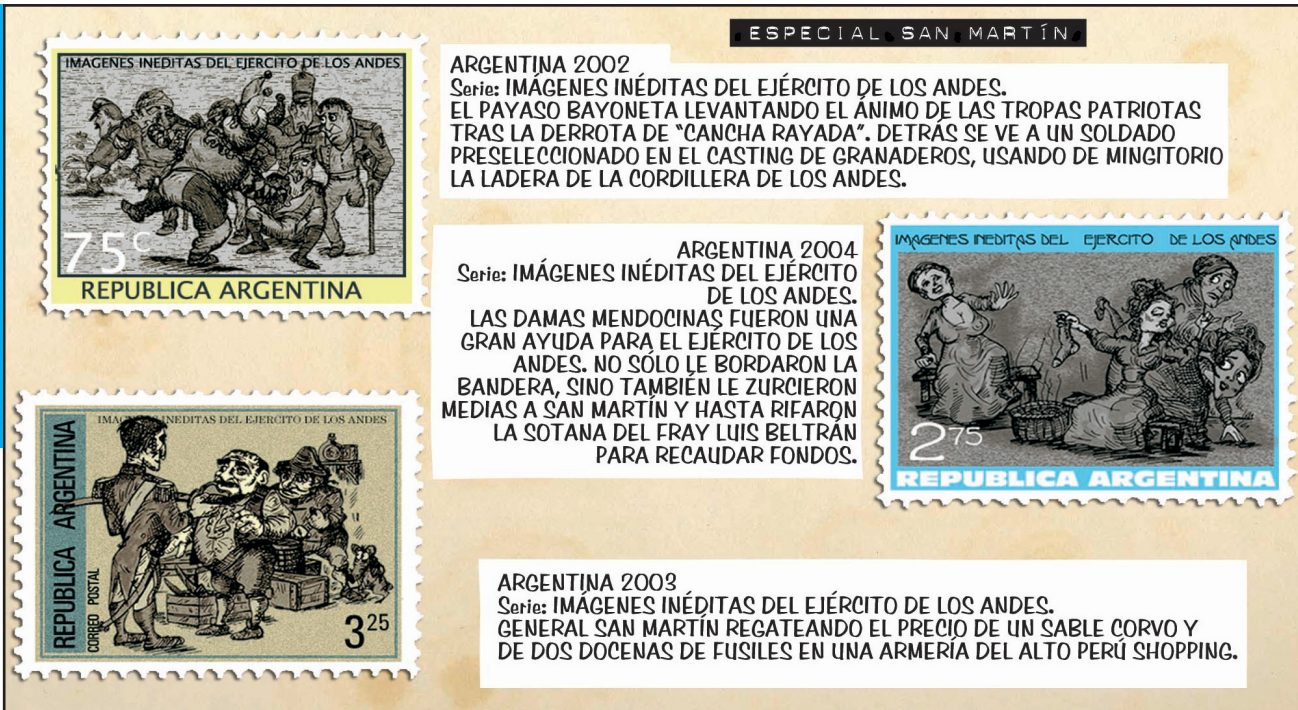 ESPECIAL SAN MARTÍN
IMAGENES INEDITAS DEL EJERCITO DE LOS ANDES
75c
REPUBLICA ARGENTINA
ARGENTINA 2002
Serie: IMÁGENES INÉDITAS DEL EJÉRCITO DE LOS ANDES.
EL PAYASO BAYONETA LEVANTANDO EL ÁNIMO DE LAS TROPAS PATRIOTAS
TRAS LA DERROTA DE "CANCHA RAYADA". DETRÁS SE VE A UN SOLDADO
PRESELECCIONADO EN EL CASTING DE GRANADEROS, USANDO DE MINGITORIO
LA LADERA DE LA CORDILLERA DE LOS ANDES.
ARGENTINA 2004
Serie: IMÁGENES INÉDITAS DEL EJÉRCITO
DE LOS ANDES.
LAS DAMAS MENDOCINAS FUERON UNA
GRAN AYUDA PARA EL EJÉRCITO DE LOS
ANDES. NO SÓLO LE BORDARON LA
BANDERA, SINO TAMBIÉN LE ZURCIERON
MEDIAS A SAN MARTÍN Y HASTA RIFARON
LA SOTANA DEL FRAY LUIS BELTRÁN
PARA RECAUDAR FONDOS.
IMAGENES INEDITAS DEL EJERCITO DE LOS ANDES
2 75
REPUBLICA ARGENTINA
IMA NEDITAS DEL EJERCITO DE LOS ANDES
REPUBLICA ARGENTINA
CORREO POSTAL
3 25
ARGENTINA 2003
Serie: IMÁGENES INÉDITAS DEL EJÉRCITO DE LOS ANDES.
GENERAL SAN MARTÍN REGATEANDO EL PRECIO DE UN SABLE CORVO Y
DE DOS DOCENAS DE FUSILES EN UNA ARMERÍA DEL ALTO PERÚ SHOPPING.